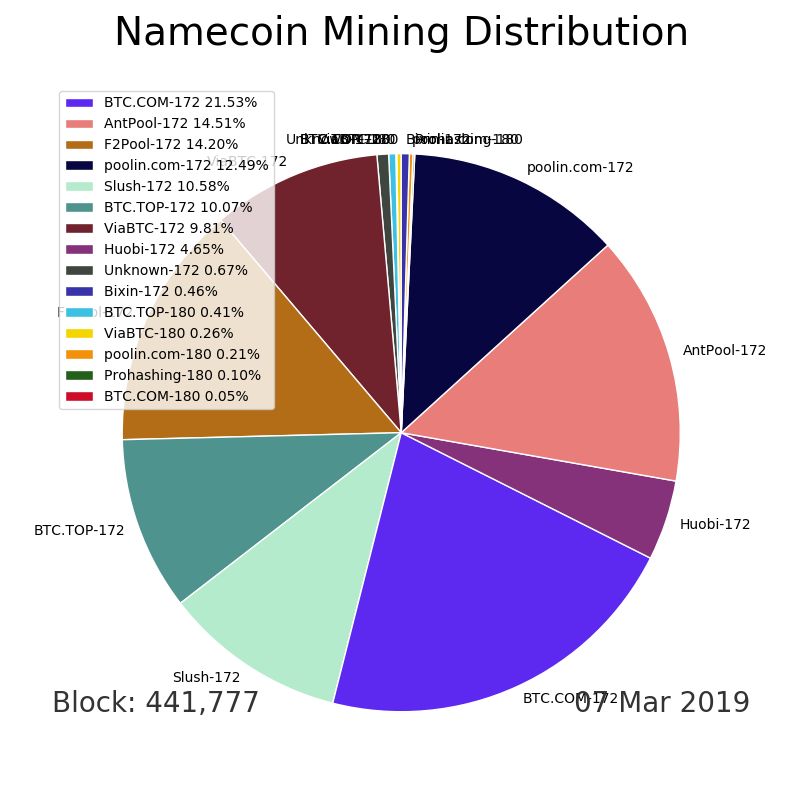 Namecoin Mining Distribution
BTC.COM-172 21.53%
AntPool-172 14.51%
F2Pool-172 14.20%
poolin.com-172 12.49%
Slush-172 10.58%
BTC.TOP-172 10.07%
ViaBTC-172 9.81%
Huobi-172 4.65%
Unknown-172 0.67%
Bixin-172 0.46%
BTC.TOP-180 0.41%
ViaBTC-180 0.26%
poolin.com-180 0.21%
Prohashing-180 0.10%
BTC.COM-180 0.05%
poolin.com-172
AntPool-172
Huobi-172
BTC.TOP-172
Slush-172
BTC.COM-172
Block: 441,777
07 Mar 2019